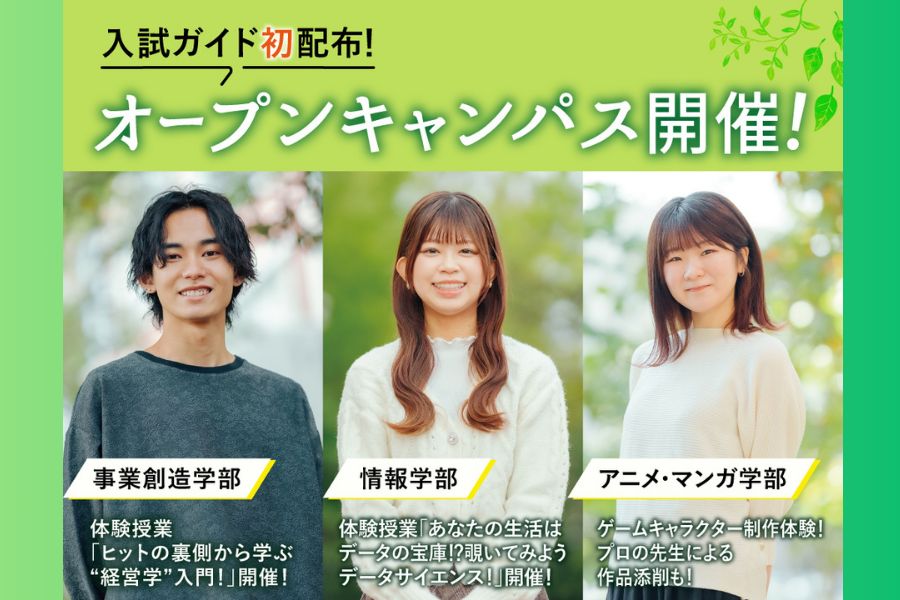 入試ガイド初配布!
オープンキャンパス開催!
事業創造学部
体験授業
「ヒットの裏側から学ぶ
“経営学”入門!」開催!
情報学部
体験授業「あなたの生活は
データの宝庫!?覗いてみよう
データサイエンス!」開催!
アニメ・マンガ学部
ゲームキャラクター制作体験!
プロの先生による
作品添削も!